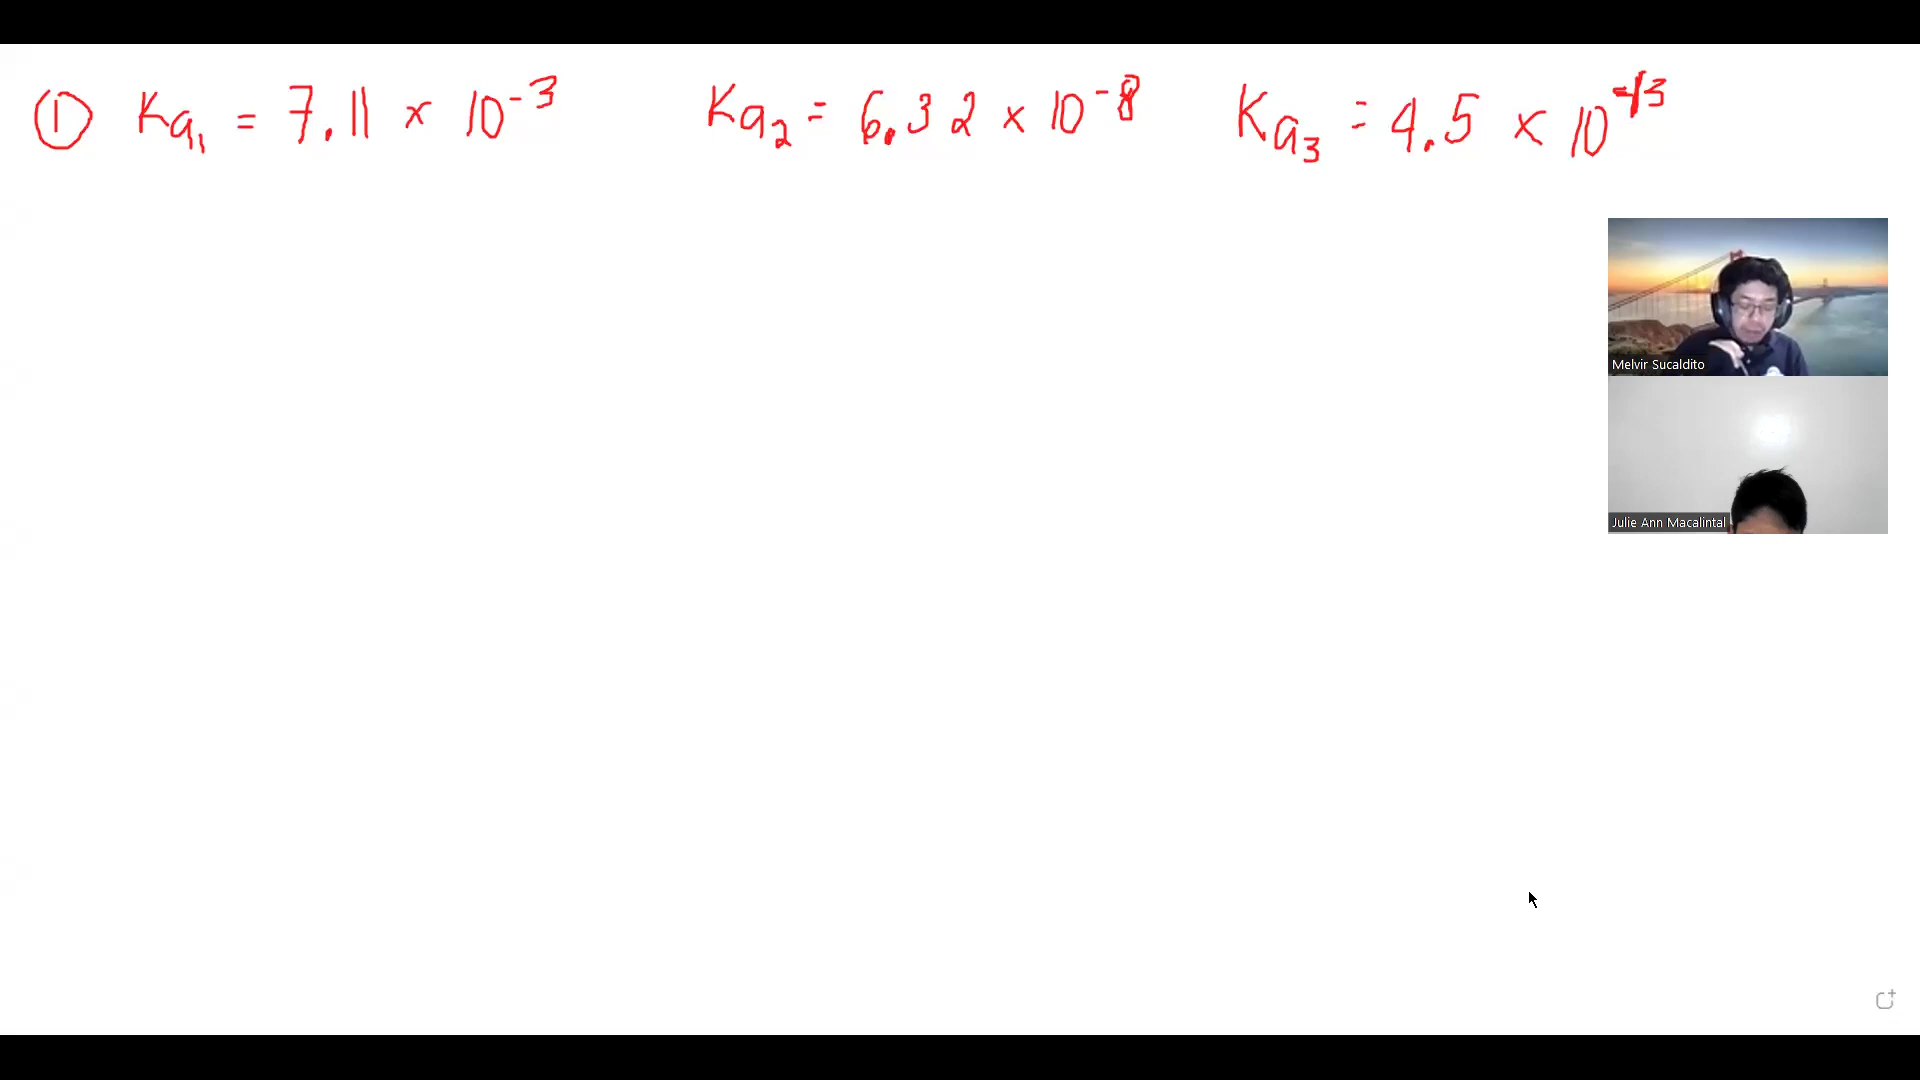 ① Ka₁ = 7.11 x 10⁻³ Ka₂ = 6.32 x 10⁻⁸ Ka₃ = 4.5 x 10⁻¹³
Melvir Sucaldito
Julie Ann Macalintal